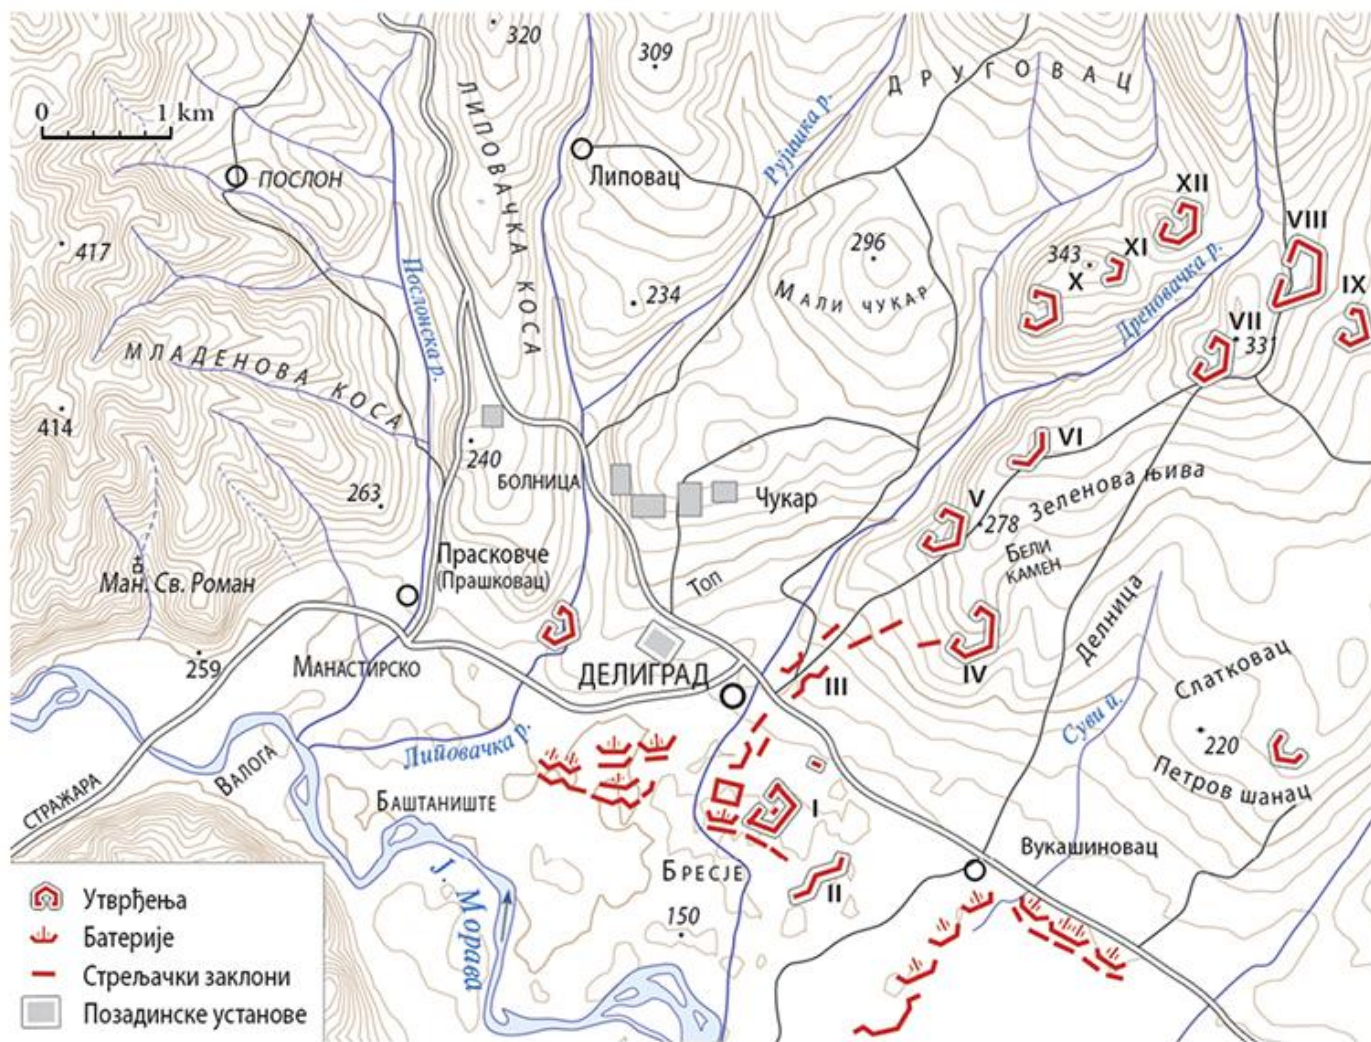 320
309
ДРУГОВАЦ
0 1 km
ЛИПОВАЧКА КОСА
Рујишка р.
Липовац
ПОСЛОН
XII
VIII
417
Послонска р.
296
343
XI
X
IX
234
МАЛИ ЧУКАР
Дреновачка р.
VII
331
МЛАДЕНОВА КОСА
414
240
VI
БОЛНИЦА
263
Чукар
V
278
Зеленова њива
Прасковче
(Прашковац)
БЕЛИ
КАМЕН
Ман. Св. Роман
Топ
Делница
259
МАНАСТИРСКО
ДЕЛИГРАД
III
IV
Слатковац
Суви п.
220
Липовачка р.
ВАЛОГА
Петров шанац
СТРАЖАРА
БАШТАНИШТЕ
I
Вукашиновац
БРЕСЈЕ
II
Ј. Морава
150
Утврђења
Батерије
Стрељачки заклони
Позадинске установе